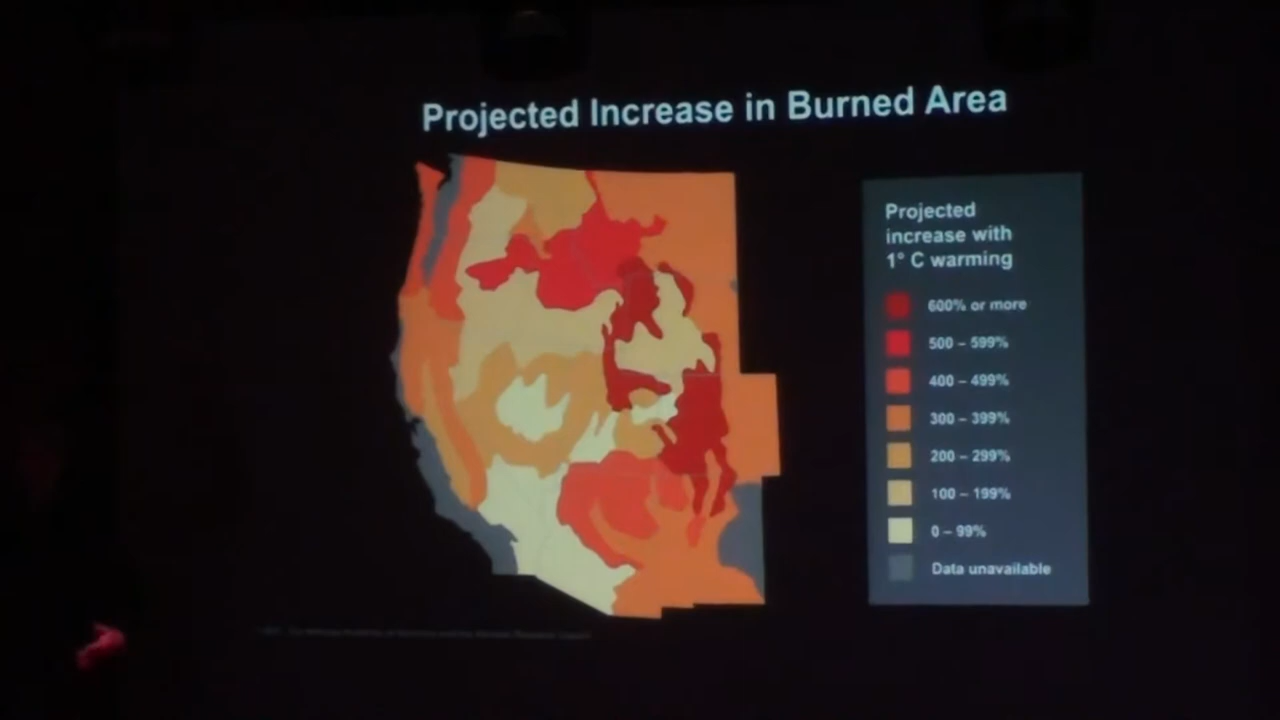 Projected Increase in Burned Area
Projected
increase with
1° C warming
600% or more
500 – 599%
400 – 499%
300 – 399%
200 – 299%
100 – 199%
0 – 99%
Data unavailable